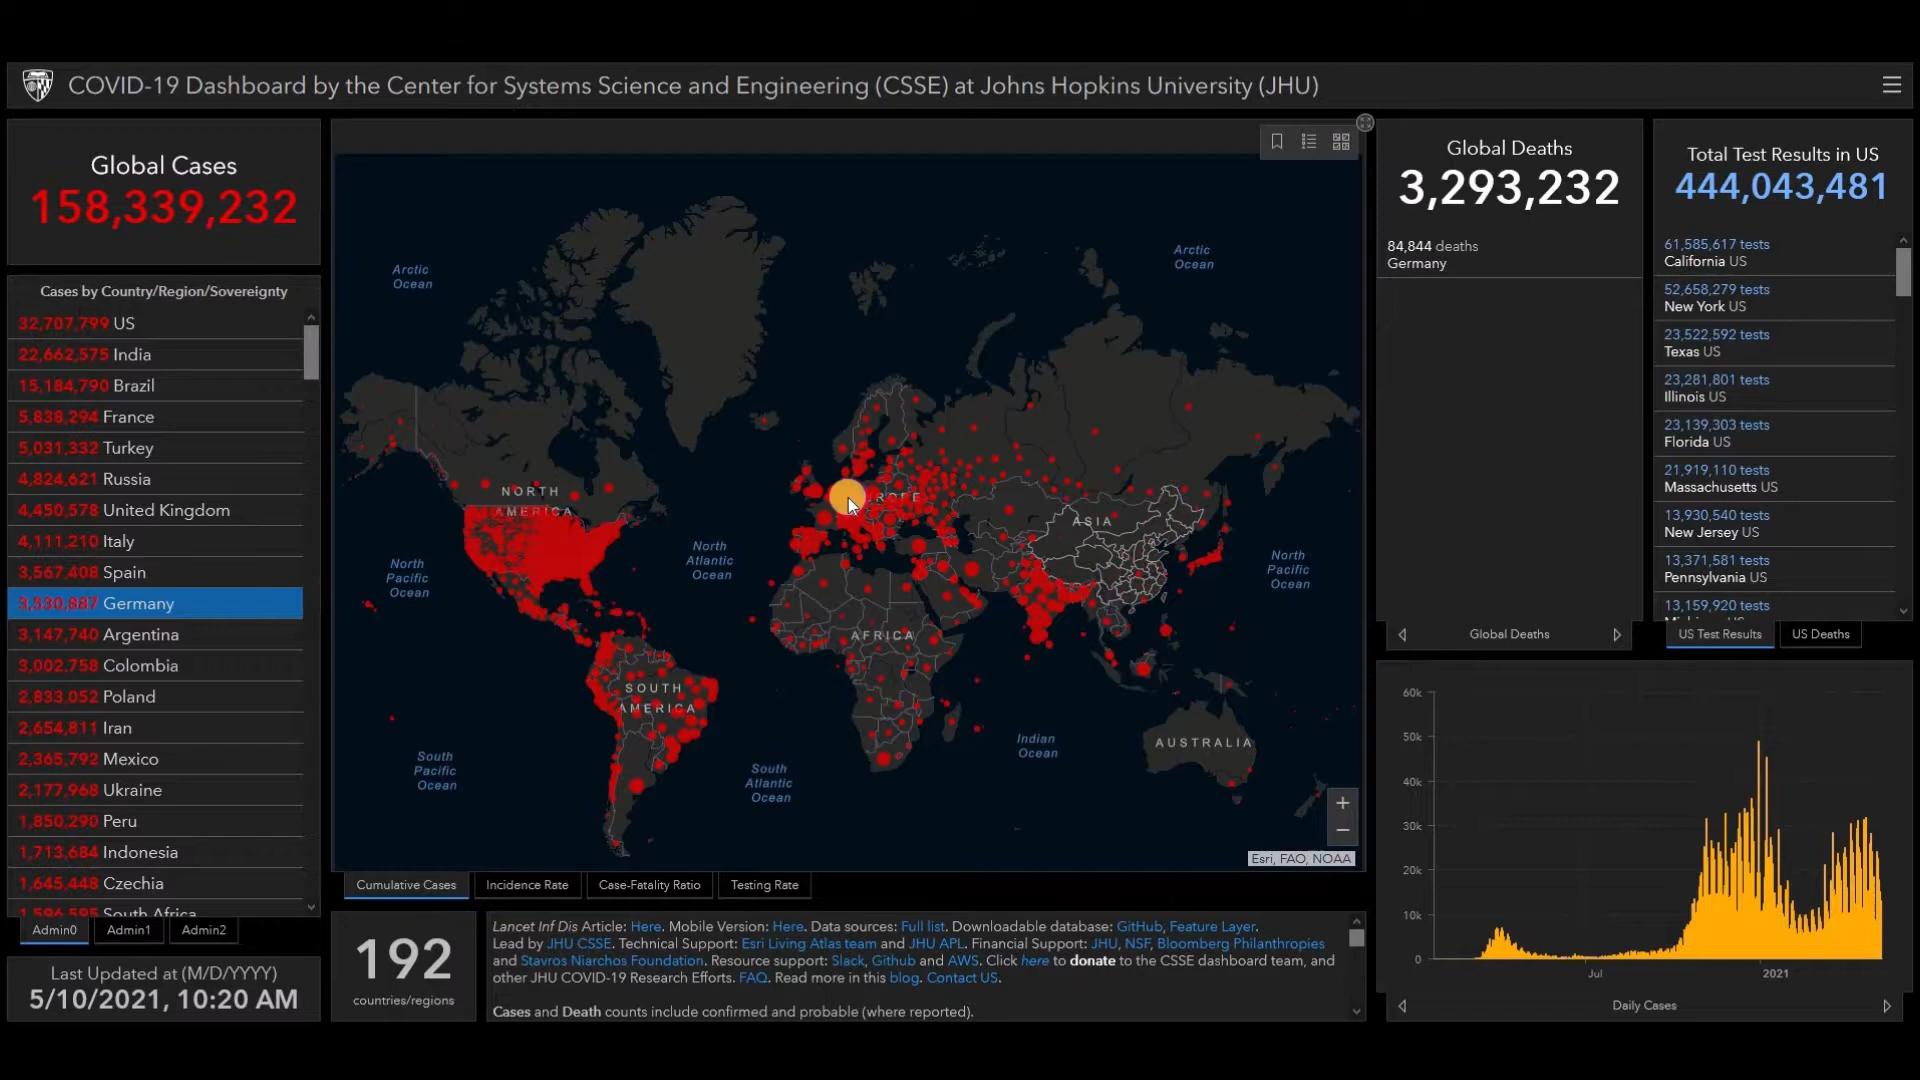 COVID-19 Dashboard by the Center for Systems Science and Engineering (CSSE) at Johns Hopkins University (JHU)
Global Cases
158,339,232
Cases by Country/Region/Sovereignty
32,707,799 US
22,662,575 India
15,184,790 Brazil
5,838,294 France
5,031,332 Turkey
4,824,621 Russia
4,450,578 United Kingdom
4,111,210 Italy
3,567,408 Spain
3,530,887 Germany
3,147,740 Argentina
3,002,758 Colombia
2,833,052 Poland
2,654,811 Iran
2,365,792 Mexico
2,177,968 Ukraine
1,850,290 Peru
1,713,684 Indonesia
1,645,448 Czechia
1,596,595 South Africa
Admin0
Admin1
Admin2
Last Updated at (M/D/YYYY)
5/10/2021, 10:20 AM
Arctic
Ocean
Arctic
Ocean
NORTH
AMERICA
EUROPE
ASIA
North
Pacific
Ocean
North
Atlantic
Ocean
North
Pacific
Ocean
AFRICA
SOUTH
AMERICA
AUSTRALIA
Indian
Ocean
South
Pacific
Ocean
South
Atlantic
Ocean
+
−
Esri, FAO, NOAA
Cumulative Cases
Incidence Rate
Case-Fatality Ratio
Testing Rate
192
countries/regions
Lancet Inf Dis Article: Here. Mobile Version: Here. Data sources: Full list. Downloadable database: GitHub, Feature Layer.
Lead by JHU CSSE. Technical Support: Esri Living Atlas team and JHU APL. Financial Support: JHU, NSF, Bloomberg Philanthropies
and Stavros Niarchos Foundation. Resource support: Slack, Github and AWS. Click here to donate to the CSSE dashboard team, and
other JHU COVID-19 Research Efforts. FAQ. Read more in this blog. Contact US.
Cases and Death counts include confirmed and probable (where reported).
Global Deaths
3,293,232
84,844 deaths
Germany
Global Deaths
Total Test Results in US
444,043,481
61,585,617 tests
California US
52,658,279 tests
New York US
23,522,592 tests
Texas US
23,281,801 tests
Illinois US
23,139,303 tests
Florida US
21,919,110 tests
Massachusetts US
13,930,540 tests
New Jersey US
13,371,581 tests
Pennsylvania US
13,159,920 tests
US Test Results
US Deaths
60k
50k
40k
30k
20k
10k
0
Jul
2021
Daily Cases